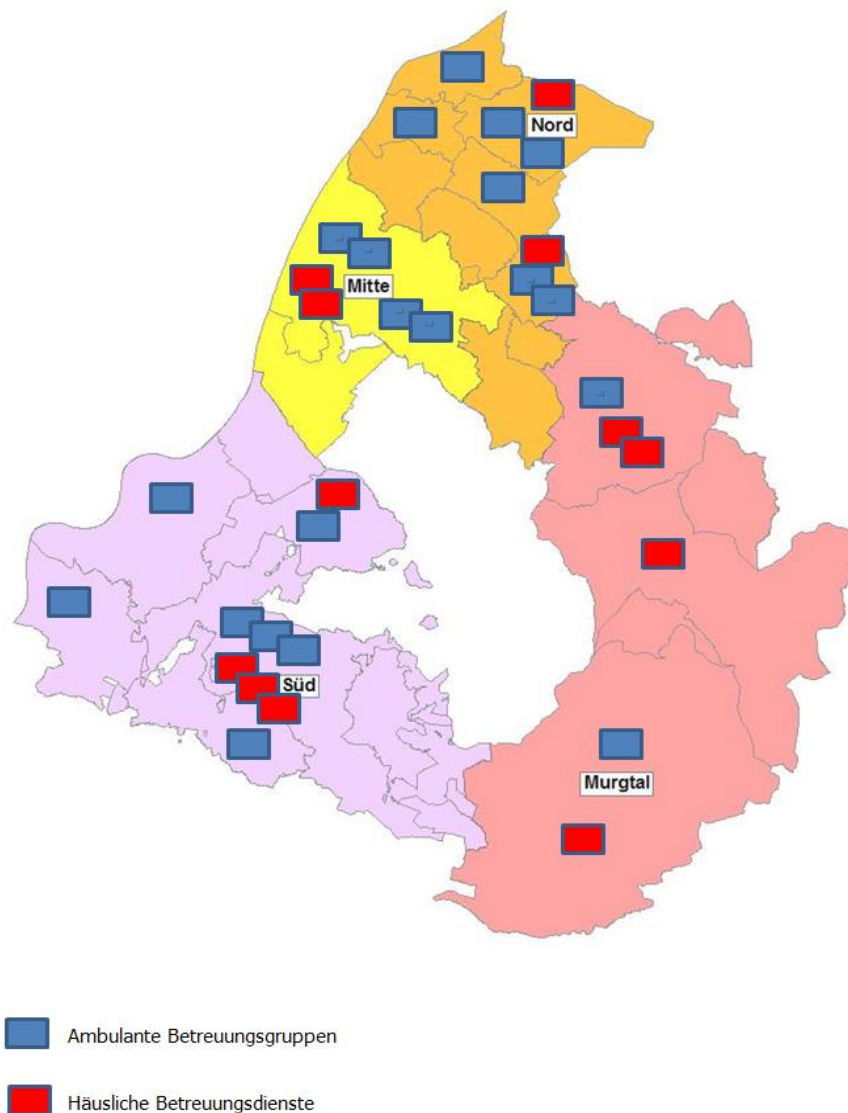 Nord
Mitte
Süd
Murgtal
Ambulante Betreuungsgruppen
Häusliche Betreuungsdienste